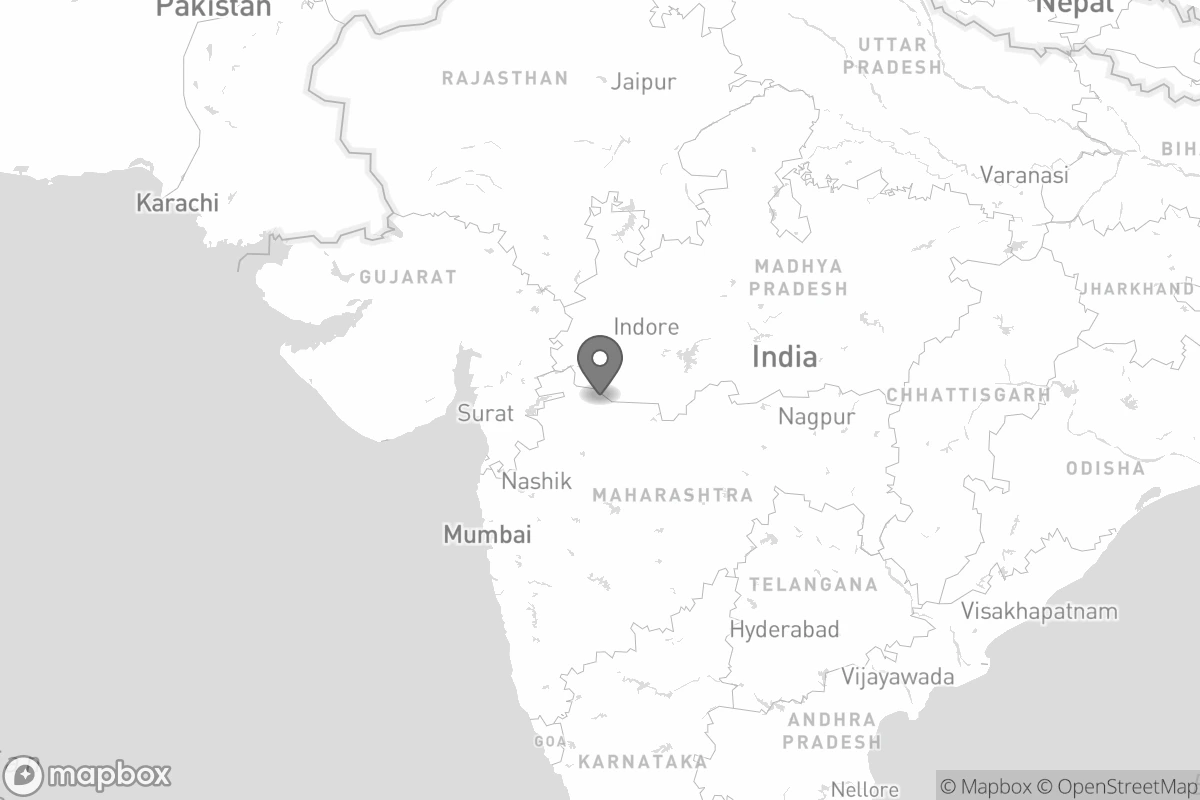 Pakistan
Nepal
UTTAR
PRADESH
RAJASTHAN
Jaipur
BIH
Varanasi
Karachi
GUJARAT
MADHYA
PRADESH
JHARKHAND
Indore
India
CHHATTISGARH
Surat
Nagpur
ODISHA
Nashik
MAHARASHTRA
Mumbai
TELANGANA
Visakhapatnam
Hyderabad
Vijayawada
ANDHRA
PRADESH
GOA
KARNATAKA
Nellore
mapbox
© Mapbox © OpenStreetMap